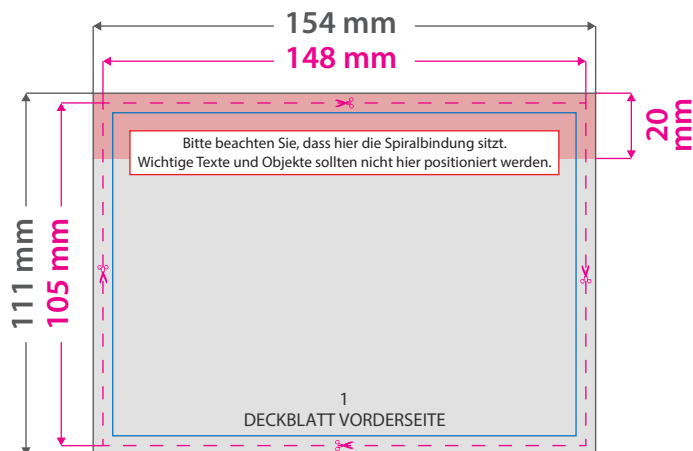 154 mm
148 mm
20 mm
111 mm
105 mm
Bitte beachten Sie, dass hier die Spiralbindung sitzt.
Wichtige Texte und Objekte sollten nicht hier positioniert werden.
1
DECKBLATT VORDERSEITE